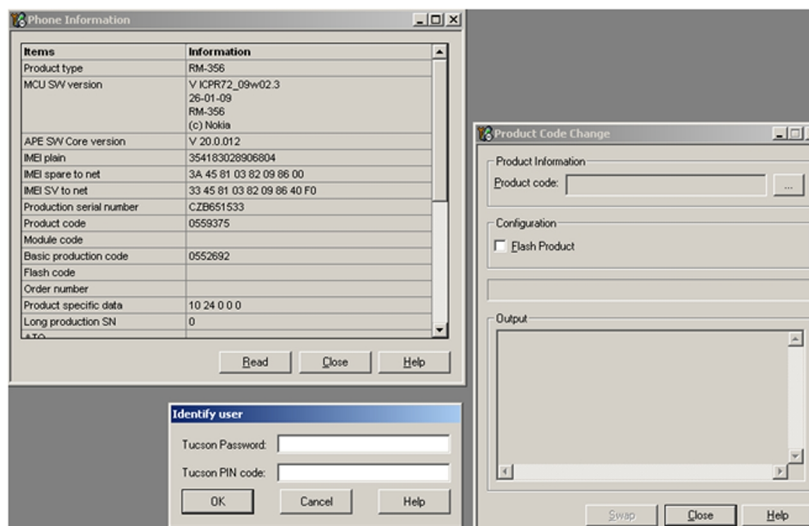 Phone Information
Items Information
Product type RM-356
MCU SW version V ICPR72_09w02.3
26-01-09
RM-356
(c) Nokia
APE SW Core version V 20.0.012
IMEI plain 354183028906804
IMEI spare to net 3A 45 81 03 82 09 86 00
IMEI SV to net 33 45 81 03 82 09 86 40 F0
Production serial number CZB651533
Product code 0559375
Module code
Basic production code 0552692
Flash code
Order number
Product specific data 10 24 0 0 0
Long production SN 0
ATO
Read Close Help
Identify user
Tucson Password:
Tucson PIN code:
OK Cancel Help
Product Code Change
Product Information
Product code: ...
Configuration
Flash Product
Output
Swap Close Help